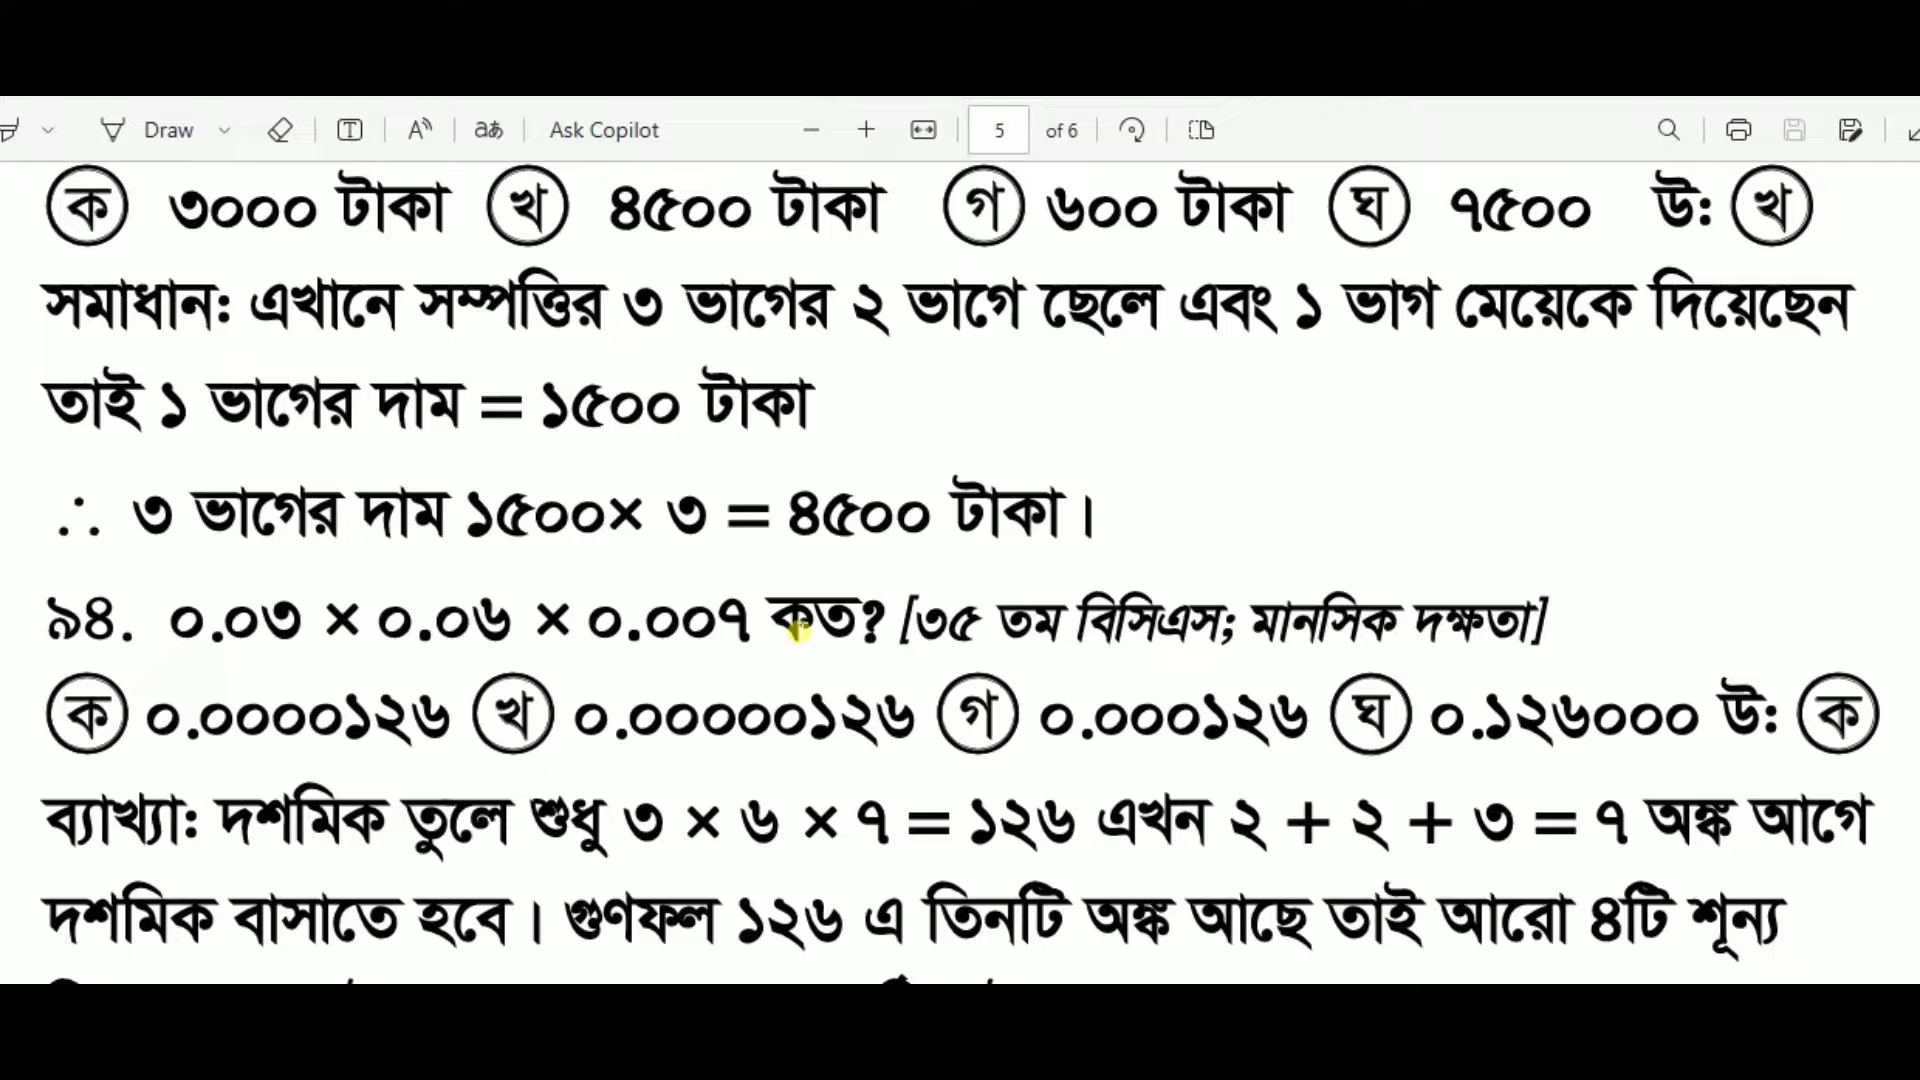 Draw Ask Copilot 5 of 6
ক ৩০০০ টাকা খ ৪৫০০ টাকা গ ৬০০ টাকা ঘ ৭৫০০ উ: খ
সমাধান: এখানে সম্পত্তির ৩ ভাগের ২ ভাগে ছেলে এবং ১ ভাগ মেয়েকে দিয়েছেন
তাই ১ ভাগের দাম = ১৫০০ টাকা
∴ ৩ ভাগের দাম ১৫০০× ৩ = ৪৫০০ টাকা।
৯৪. ০.০৩ × ০.০৬ × ০.০০৭ কত? [৩৫ তম বিসিএস; মানসিক দক্ষতা]
ক ০.০০০০১২৬ খ ০.০০০০০১২৬ গ ০.০০০১২৬ ঘ ০.১২৬০০০ উ: ক
ব্যাখ্যা: দশমিক তুলে শুধু ৩ × ৬ × ৭ = ১২৬ এখন ২ + ২ + ৩ = ৭ অঙ্ক আগে
দশমিক বাসাতে হবে। গুণফল ১২৬ এ তিনটি অঙ্ক আছে তাই আরো ৪টি শূন্য